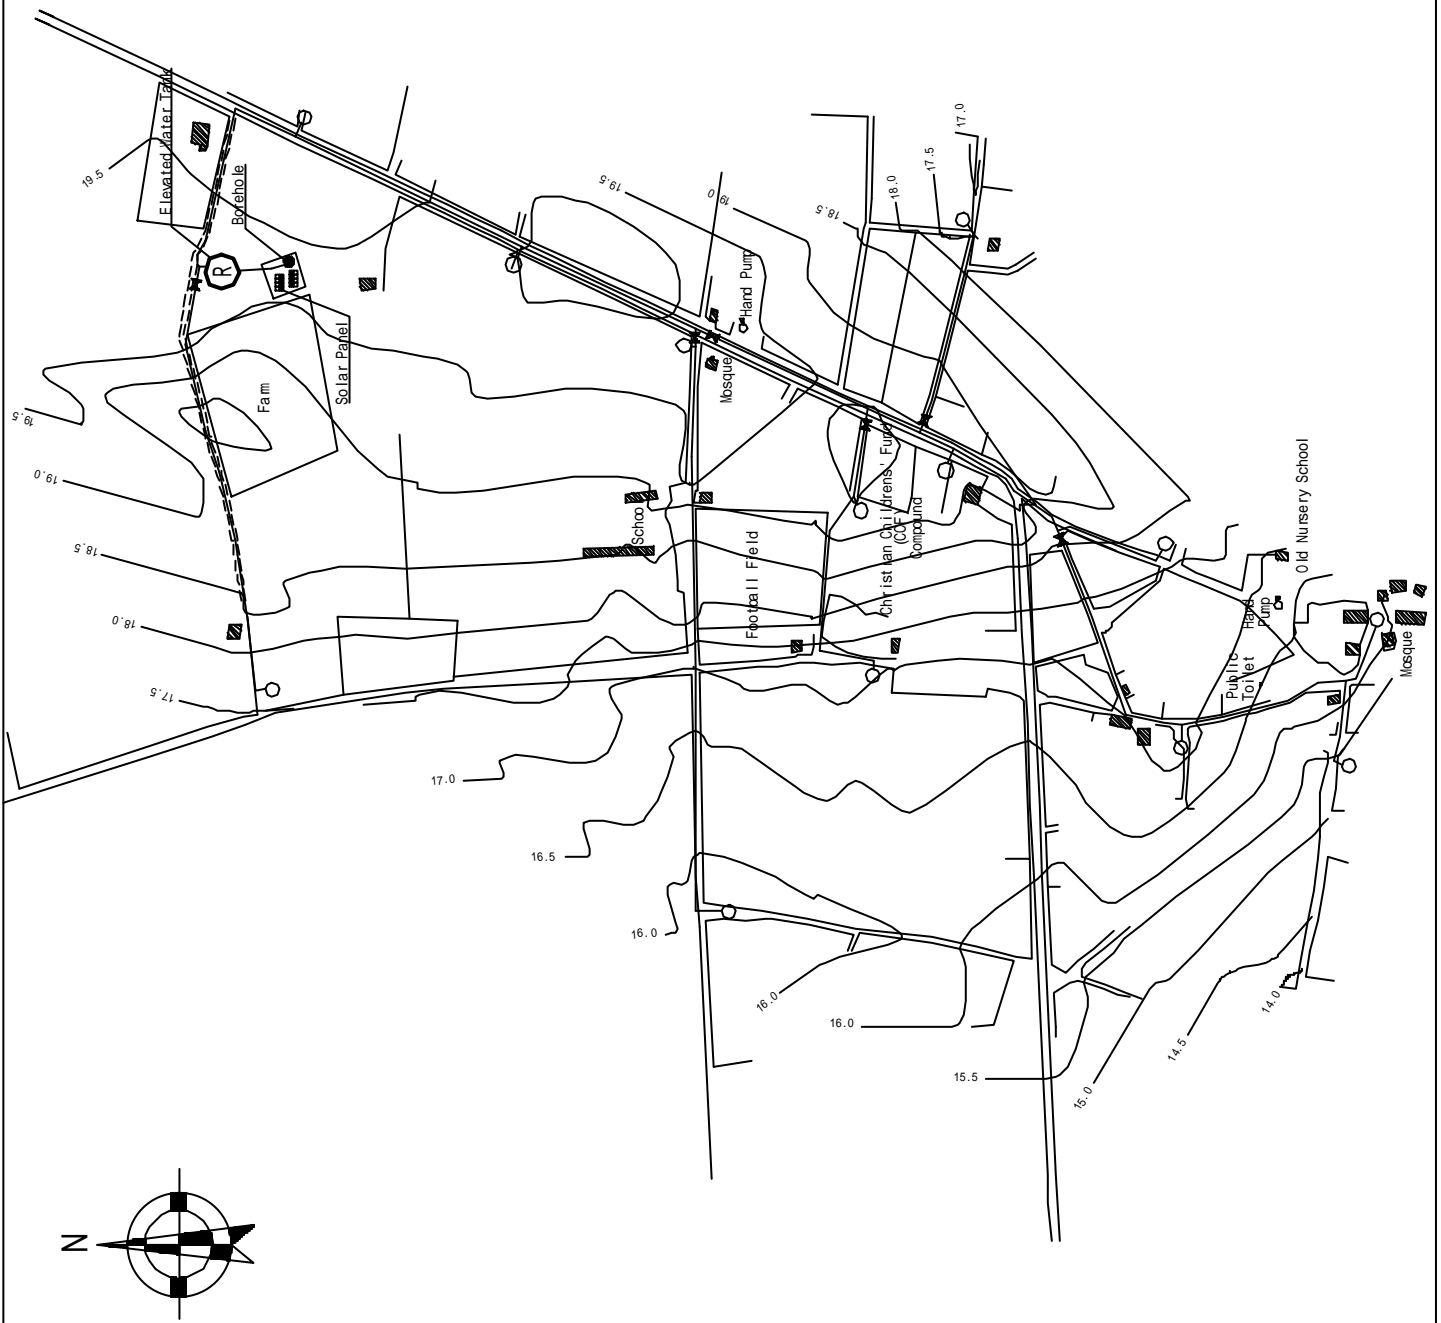 Elevated Water Tank
Borehole
19.5
R
Solar Panel
Farm
19.5
19.0
18.5
18.0
17.5
17.0
16.5
16.0
16.0
16.0
15.5
15.0
14.5
14.0
19.5
19.0
18.5
18.0
17.5
17.0
Hand Pump
Mosque
School
Football Field
Christian Childrens' Fund
(CCF)
Compound
Old Nursery School
Hand
Pump
Public
Toilet
Mosque
N